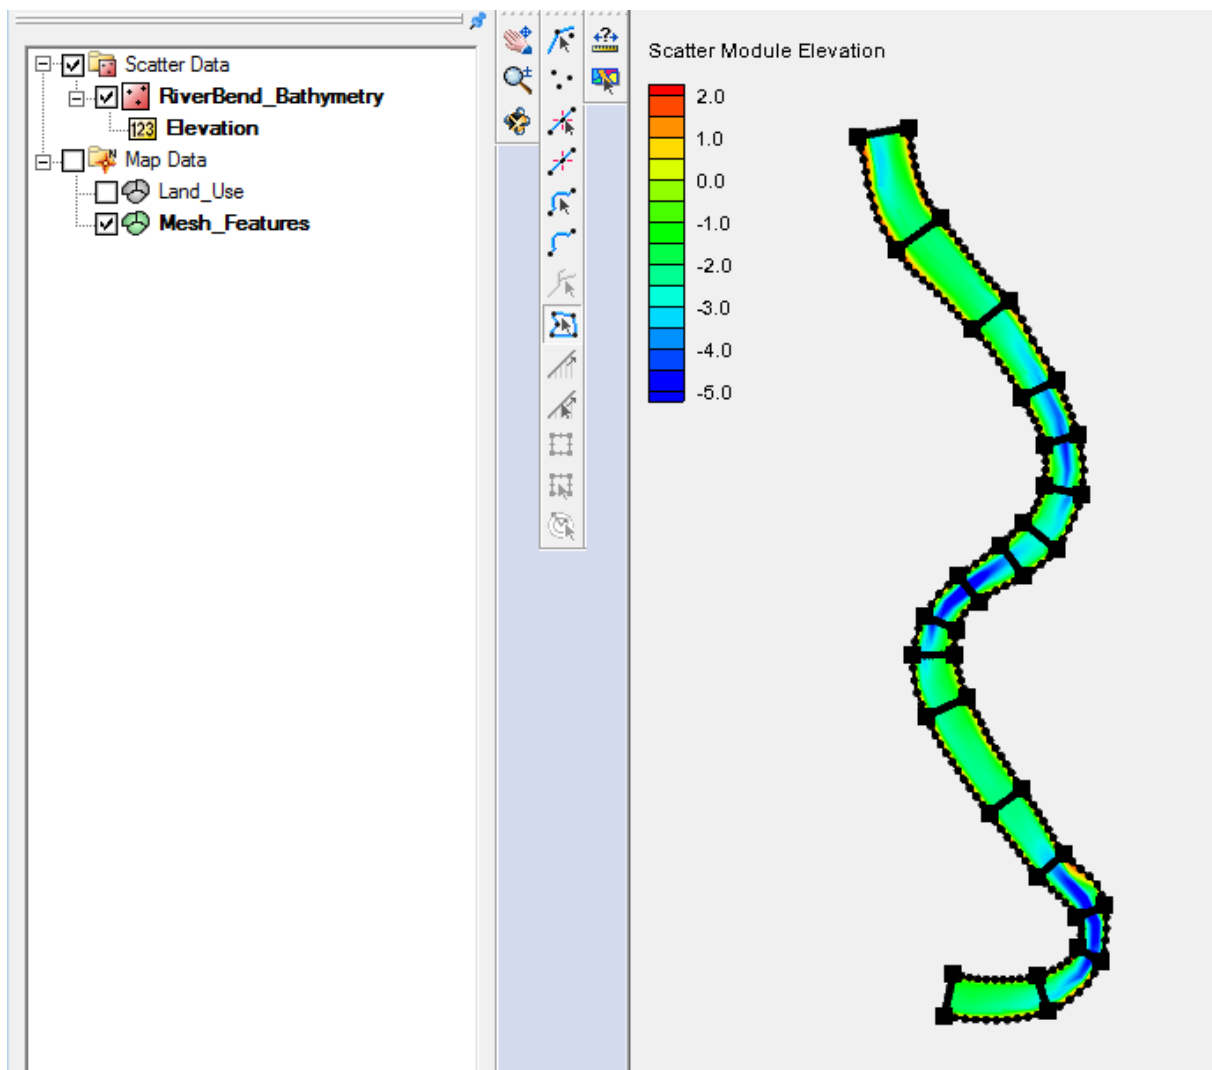 Scatter Data
RiverBend_Bathymetry
123 Elevation
Map Data
Land_Use
Mesh_Features
?
Scatter Module Elevation
2.0
1.0
0.0
-1.0
-2.0
-3.0
-4.0
-5.0